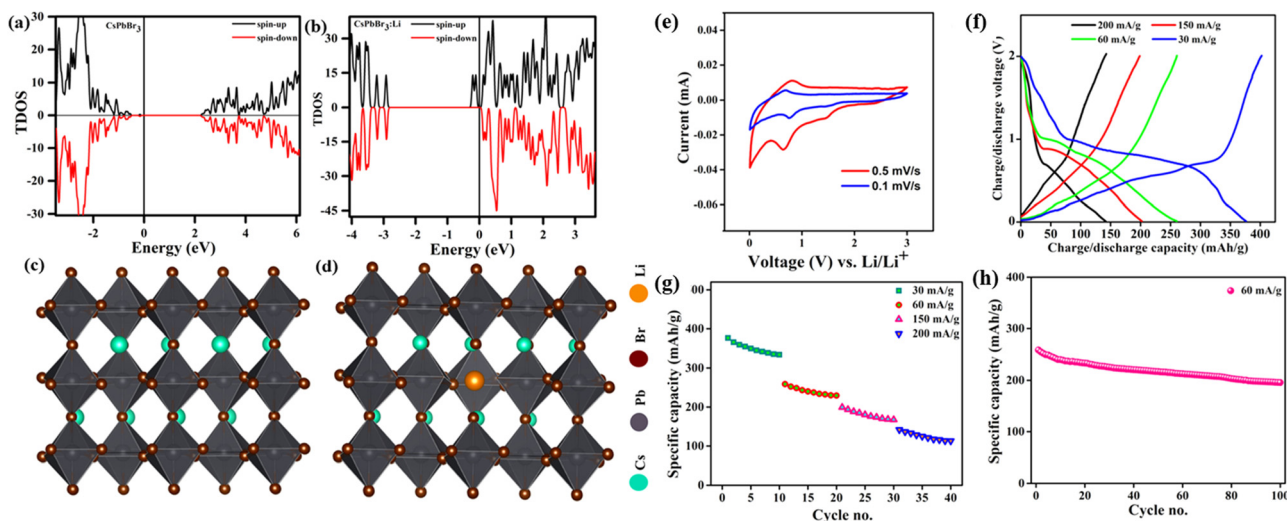 (a)
CsPbBr3
spin-up
spin-down
TDOS
30
20
10
0
10
20
30
-2
0
2
4
6
Energy (eV)
(b)
CsPbBr3:Li
spin-up
spin-down
TDOS
30
15
0
-15
-30
-45
-4
-3
-2
-1
0
1
2
3
Energy (eV)
(c)
(d)
Li
Br
Pb
Cs
(e)
Current (mA)
0.04
0.02
0.00
-0.02
-0.04
-0.06
0.5 mV/s
0.1 mV/s
0
1
2
3
Voltage (V) vs. Li/Li+
(f)
200 mA/g
150 mA/g
60 mA/g
30 mA/g
Charge/discharge voltage (V)
2
1
0
0
50
100
150
200
250
300
350
400
Charge/discharge capacity (mAh/g)
(g)
30 mA/g
60 mA/g
150 mA/g
200 mA/g
Specific capacity (mAh/g)
00
400
300
200
100
0
0
10
20
30
40
Cycle no.
(h)
60 mA/g
Specific capacity (mAh/g)
400
300
200
100
0
0
20
40
60
80
100
Cycle no.